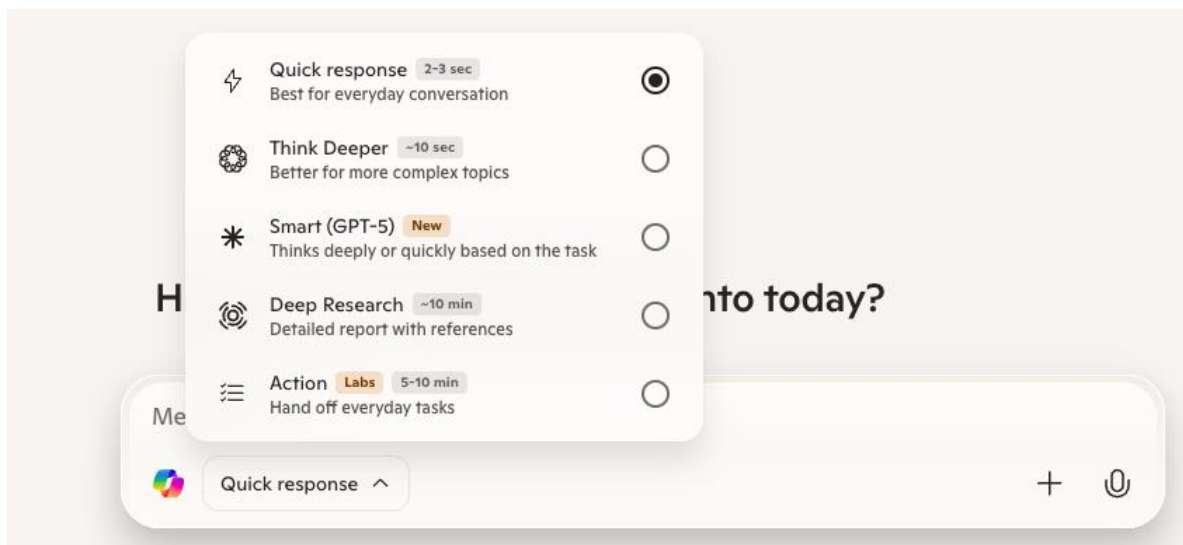 Quick response 2-3 sec
Best for everyday conversation
Think Deeper ~10 sec
Better for more complex topics
Smart (GPT-5) New
Thinks deeply or quickly based on the task
H nto today?
Deep Research ~10 min
Detailed report with references
Action Labs 5-10 min
Hand off everyday tasks
Me
Quick response